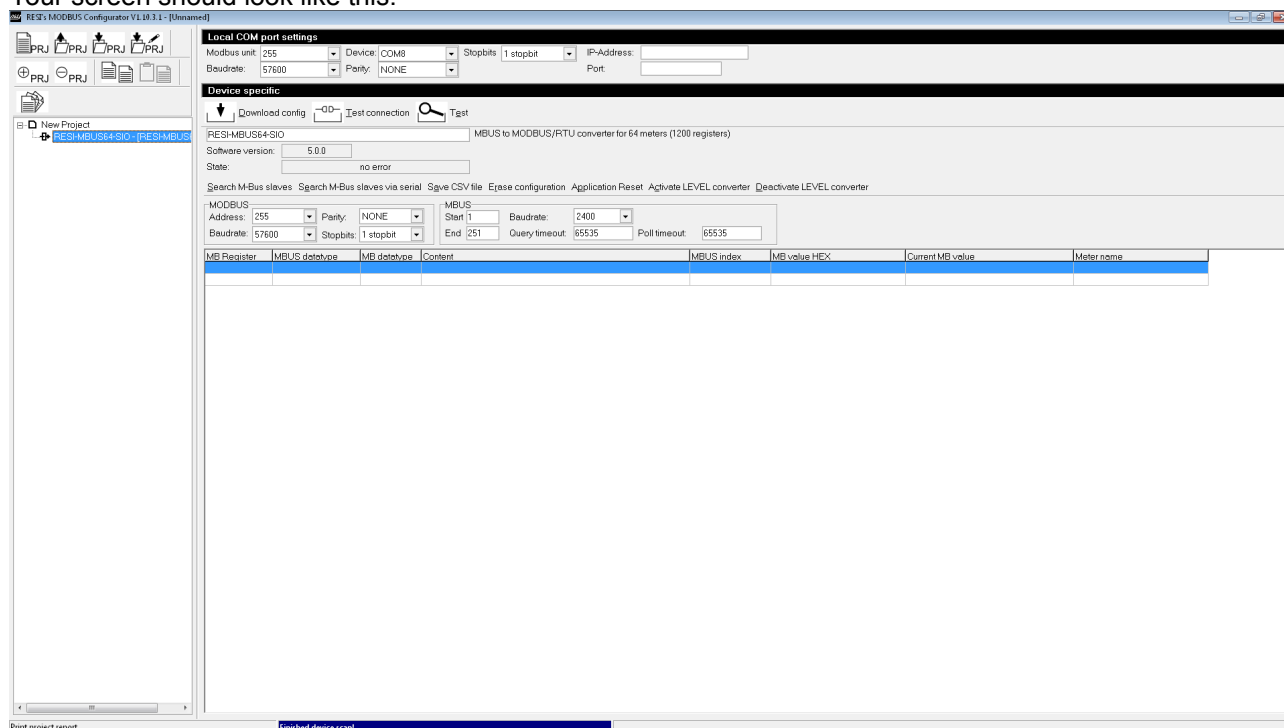 Your screen should look like this:
RESI's MODBUS Configurator V1.10.3.1 - [Unnamed]
PRJ PRJ PRJ PRJ
PRJ PRJ
New Project
RESI-MBUS64-SIO - [RESI-MBUS
Local COM port settings
Modbus unit: 255 Device: COM8 Stopbits 1 stopbit IP-Address:
Baudrate: 57600 Parity: NONE Port:
Device specific
Download config Test connection Test
RESI-MBUS64-SIO MBUS to MODBUS/RTU converter for 64 meters (1200 registers)
Software version: 5.0.0
State: no error
Search M-Bus slaves Search M-Bus slaves via serial Save CSV file Erase configuration Application Reset Activate LEVEL converter Deactivate LEVEL converter
MODBUS MBUS
Address: 255 Parity: NONE Start 1 Baudrate: 2400
Baudrate: 57600 Stopbits: 1 stopbit End 251 Query timeout: 65535 Poll timeout: 65535
MB Register MBUS datatype MB datatype Content MBUS index MB value HEX Current MB value Meter name
Print project report Finished device scan!